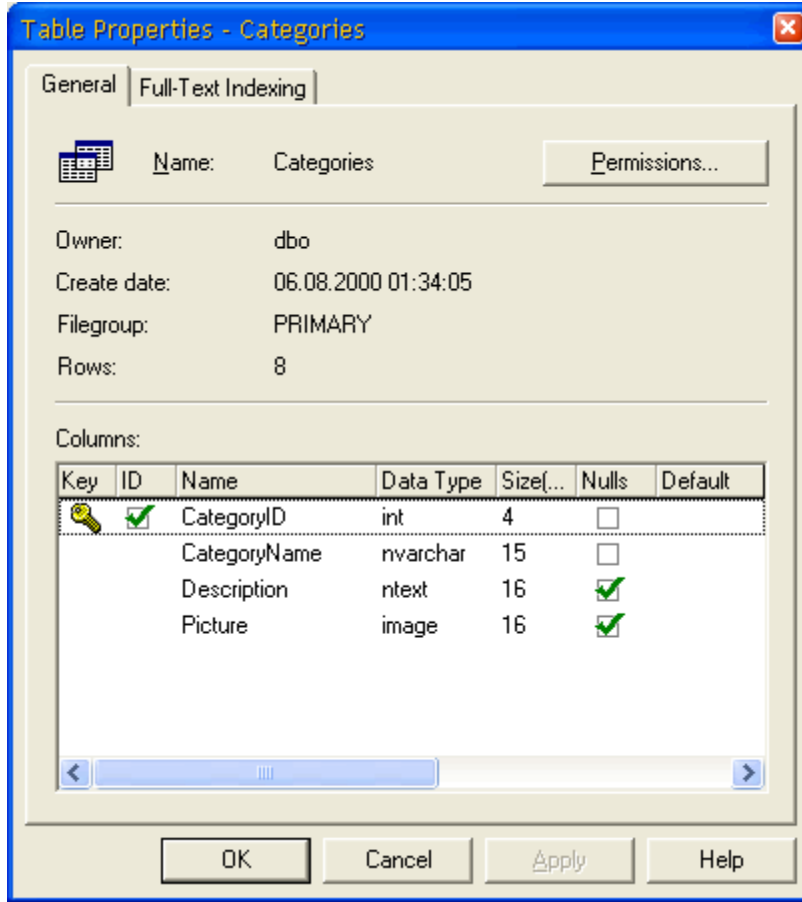 Table Properties - Categories
General Full-Text Indexing
Name: Categories Permissions...
Owner: dbo
Create date: 06.08.2000 01:34:05
Filegroup: PRIMARY
Rows: 8
Columns:
Key ID Name Data Type Size(... Nulls Default
CategoryID int 4
CategoryName nvarchar 15
Description ntext 16
Picture image 16
OK Cancel Apply Help